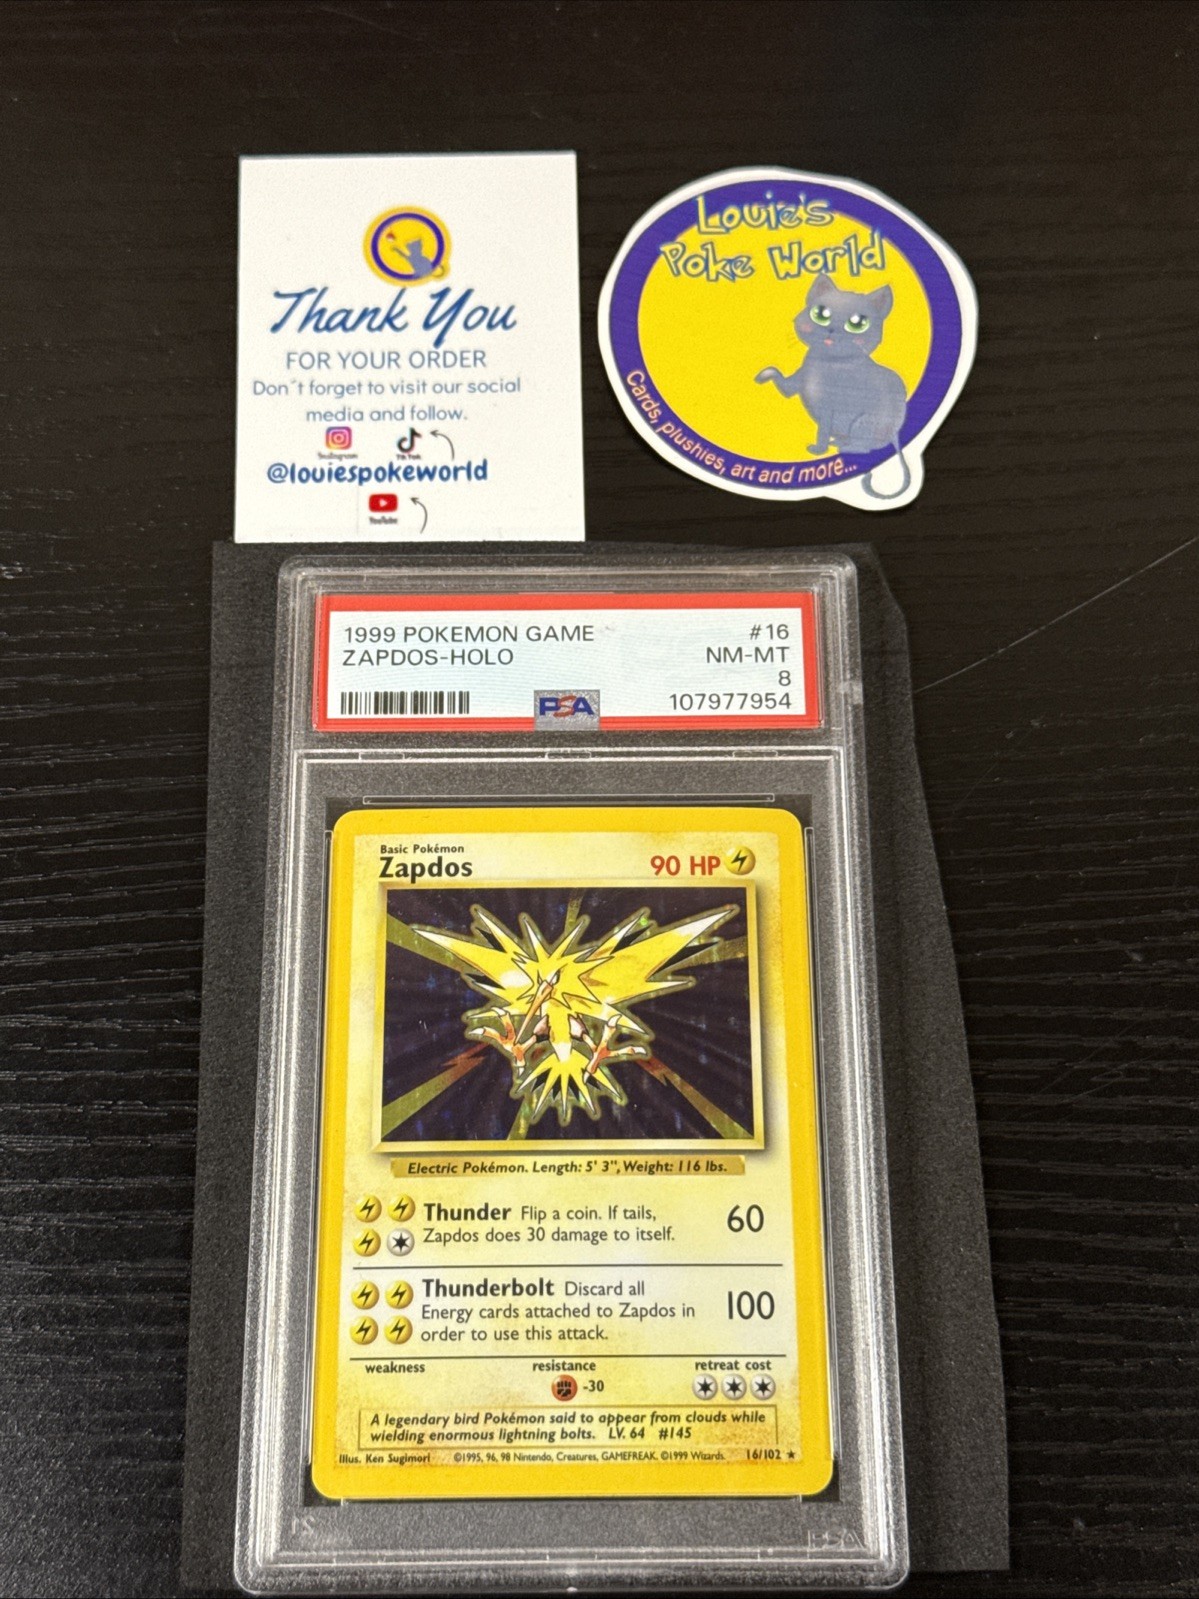 Thank You
FOR YOUR ORDER
Don´t forget to visit our social
media and follow.
Instagram
TikTok
@louiespokeworld
YouTube
Louie's
Poke World
Cards, plushies, art and more...
1999 POKEMON GAME #16
ZAPDOS-HOLO NM-MT
8
PSA 107977954
Basic Pokémon
Zapdos 90 HP
Electric Pokémon. Length: 5' 3", Weight: 116 lbs.
Thunder Flip a coin. If tails, 60
Zapdos does 30 damage to itself.
Thunderbolt Discard all 100
Energy cards attached to Zapdos in
order to use this attack.
weakness resistance retreat cost
-30
A legendary bird Pokémon said to appear from clouds while
wielding enormous lightning bolts. LV. 64 #145
Illus. Ken Sugimori ©1995, 96, 98 Nintendo, Creatures, GAMEFREAK. ©1999 Wizards. 16/102 ★